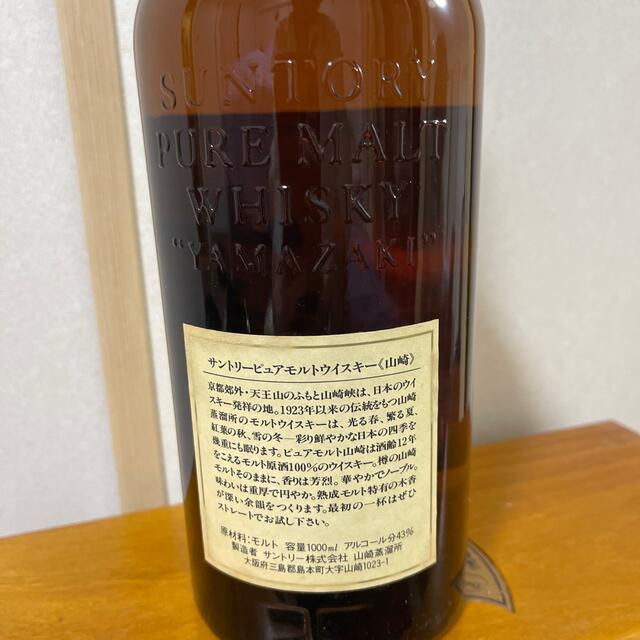 SUNTORY
PURE MALT
WHISKY
"YAMAZAKI"
サントリーピュアモルトウイスキー《山崎》
京都郊外・天王山のふもと山崎峡は、日本のウイ
スキー発祥の地。1923年以来の伝統をもつ山崎
蒸溜所のモルトウイスキーは、光る春、繁る夏、
紅葉の秋、雪の冬—彩り鮮やかな日本の四季を
幾重にも眠ります。ピュアモルト山崎は酒齢12年
をこえるモルト原酒100%のウイスキー。樽の山崎
モルトそのままに、香りは芳烈。華やかでノーブル。
味わいは重厚で円やか。熟成モルト特有の木香
が深い余韻をつくります。最初の一杯はぜひ
ストレートでお試し下さい。
原材料:モルト 容量1000ml アルコール分43%
製造者 サントリー株式会社 山崎蒸溜所
大阪府三島郡島本町大字山崎1023-1